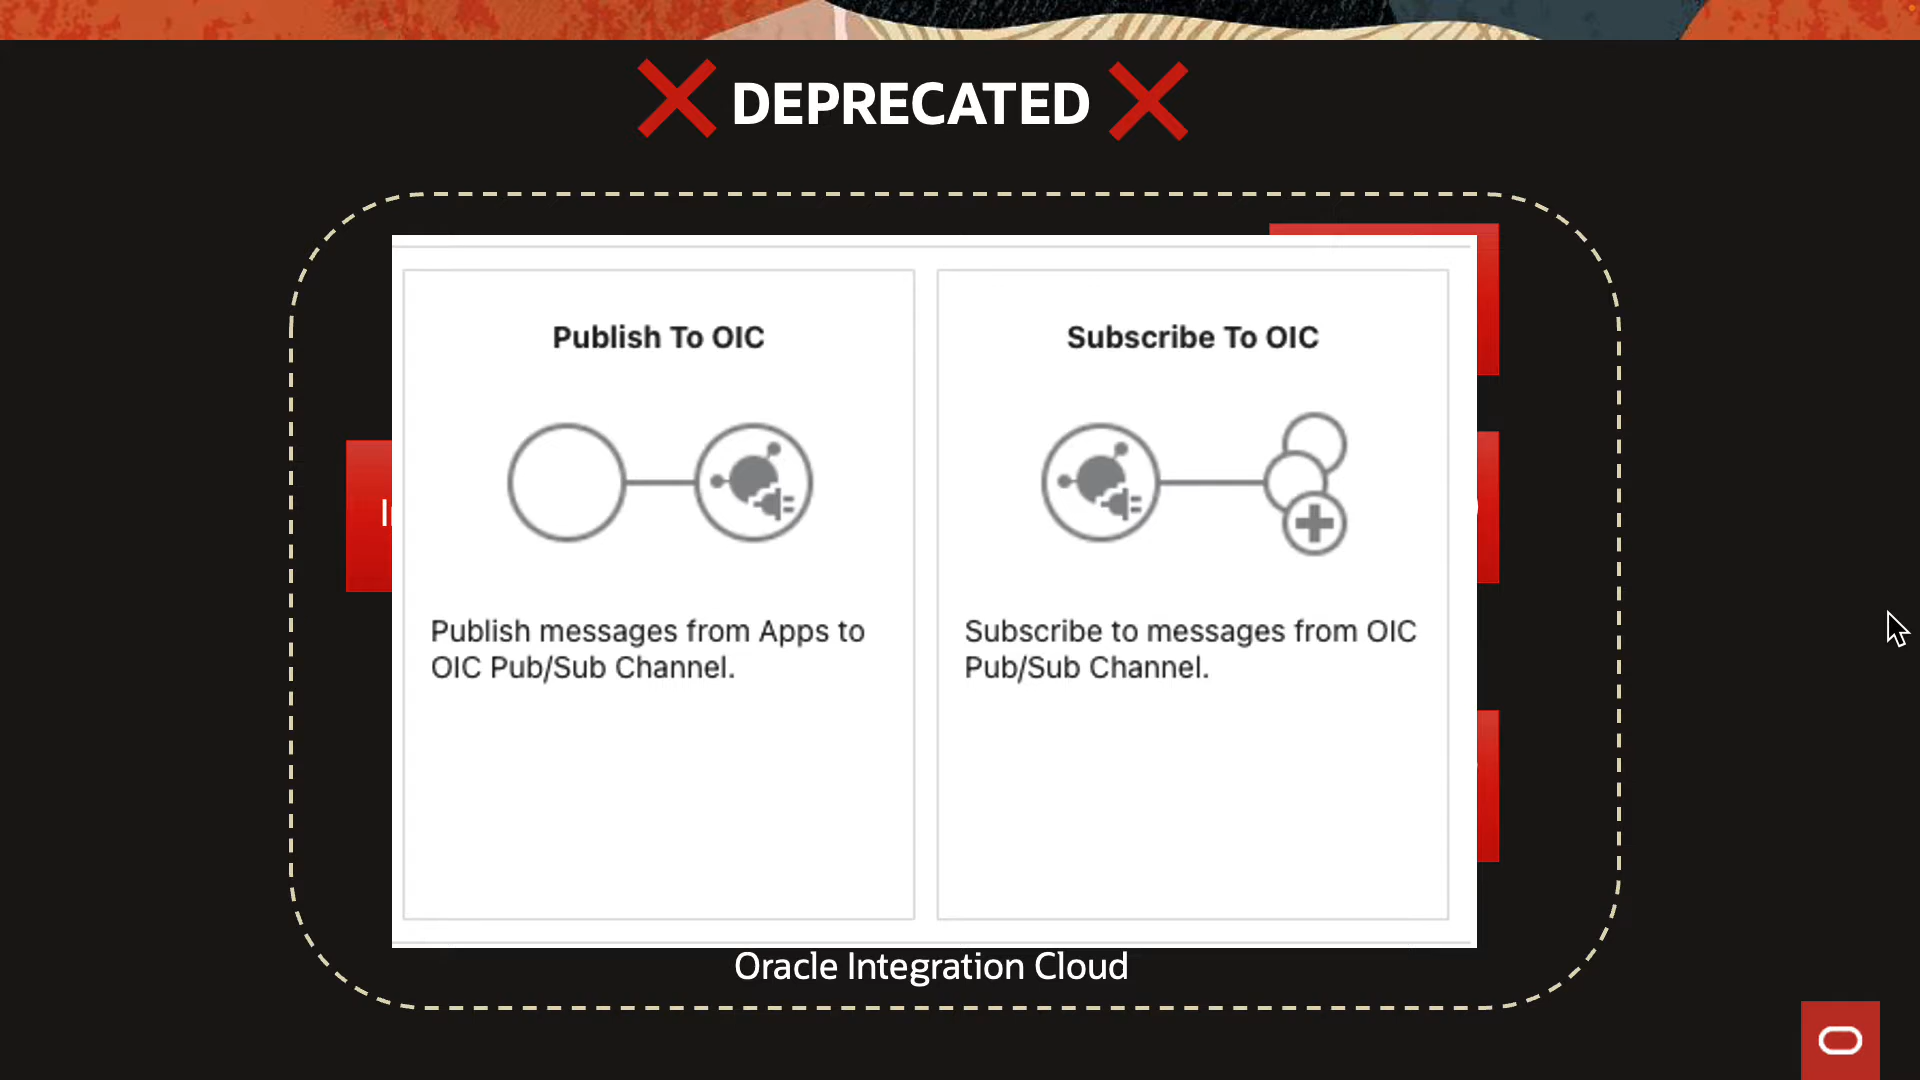 DEPRECATED
Publish To OIC
Subscribe To OIC
Publish messages from Apps to
OIC Pub/Sub Channel.
Subscribe to messages from OIC
Pub/Sub Channel.
Oracle Integration Cloud